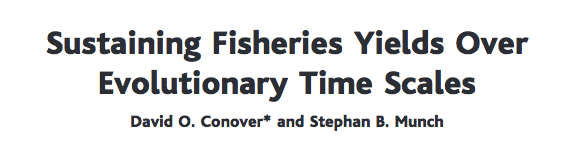 Sustaining Fisheries Yields Over
Evolutionary Time Scales
David O. Conover* and Stephan B. Munch